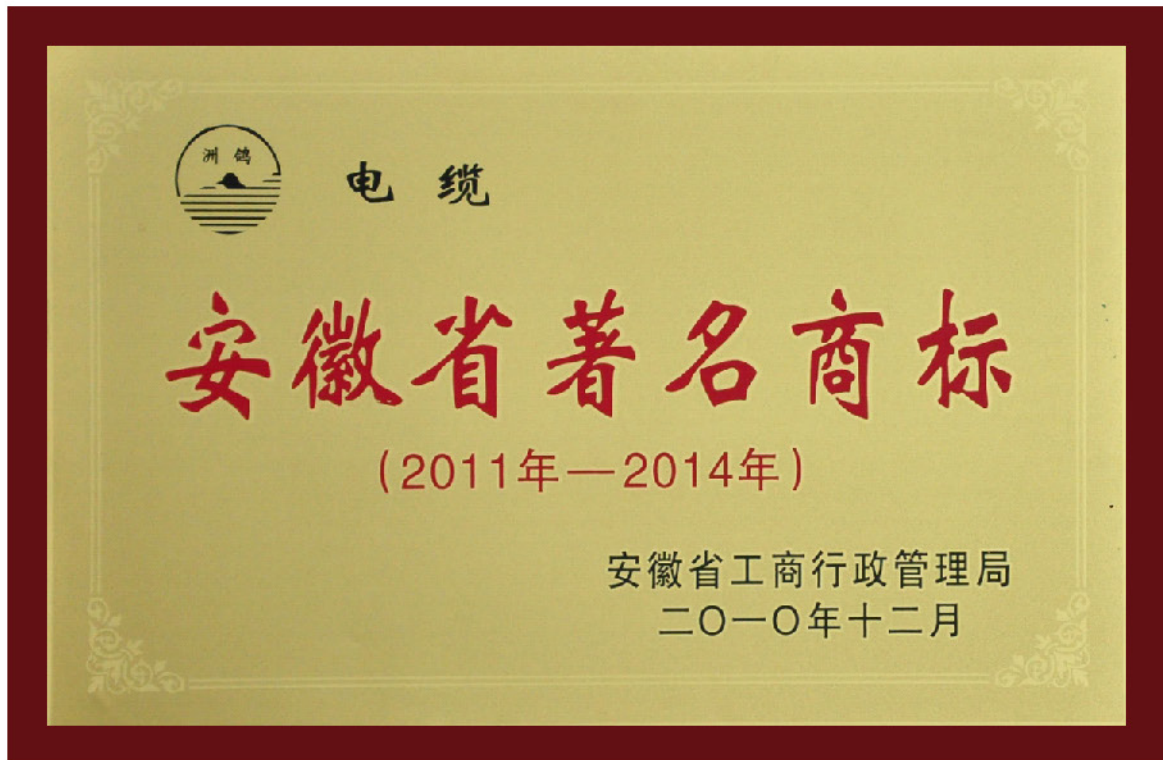 洲鸽
电缆
安徽省著名商标
(2011年—2014年)
安徽省工商行政管理局
二〇一〇年十二月